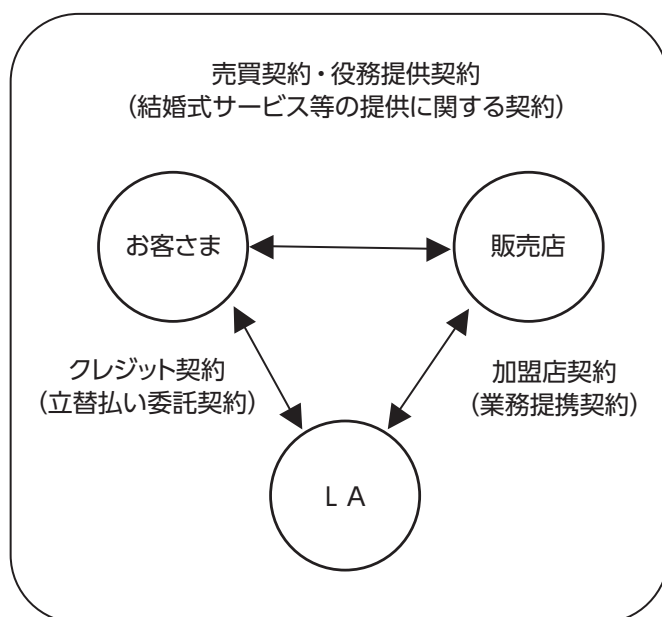 売買契約・役務提供契約
（結婚式サービス等の提供に関する契約）
お客さま
販売店
クレジット契約
（立替払い委託契約）
加盟店契約
（業務提携契約）
ＬＡ